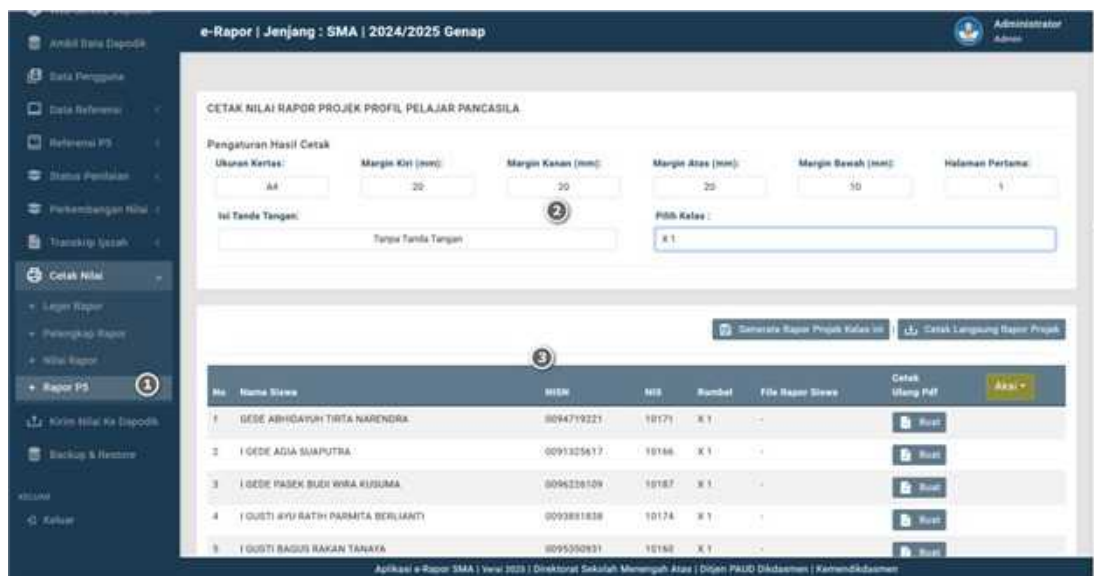 e-Rapor | Jenjang : SMA | 2024/2025 Genap
Administrator
Admin
Ambil Data Dapodik
Data Pengguna
Data Referensi
Referensi P5
Status Penilaian
Perkembangan Nilai
Transkrip Ijazah
Cetak Nilai
Leger Rapor
Pelengkap Rapor
Nilai Rapor
Rapor P5
1
Kirim Nilai Ke Dapodik
Backup & Restore
KELUAR
Keluar
CETAK NILAI RAPOR PROJEK PROFIL PELAJAR PANCASILA
Pengaturan Hasil Cetak
Ukuran Kertas: Margin Kiri (mm): Margin Kanan (mm): Margin Atas (mm): Margin Bawah (mm): Halaman Pertama:
A4 20 20 20 10 1
2
Isi Tanda Tangan: Pilih Kelas :
Tanpa Tanda Tangan X 1
Generate Rapor Projek Kelas ini | Cetak Langsung Rapor Projek
3
No Nama Siswa NISN NIS Rombel File Rapor Siswa Cetak Ulang Pdf Aksi
1 GEDE ABHIDAYUH TIRTA NARENDRA 0094719221 10171 X 1 - Buat
2 I GEDE AGIA SUAPUTRA 0091325617 10166 X 1 - Buat
3 I GEDE PASEK BUDI WIRA KUSUMA 0096226109 10187 X 1 - Buat
4 I GUSTI AYU RATIH PARMITA BERLIANTI 0093891838 10174 X 1 - Buat
5 I GUSTI BAGUS RAKAN TANAYA 0095350931 10160 X 1 - Buat
Aplikasi e-Rapor SMA | Versi 2025 | Direktorat Sekolah Menengah Atas | Ditjen PAUD Dikdasmen | Kemendikdasmen